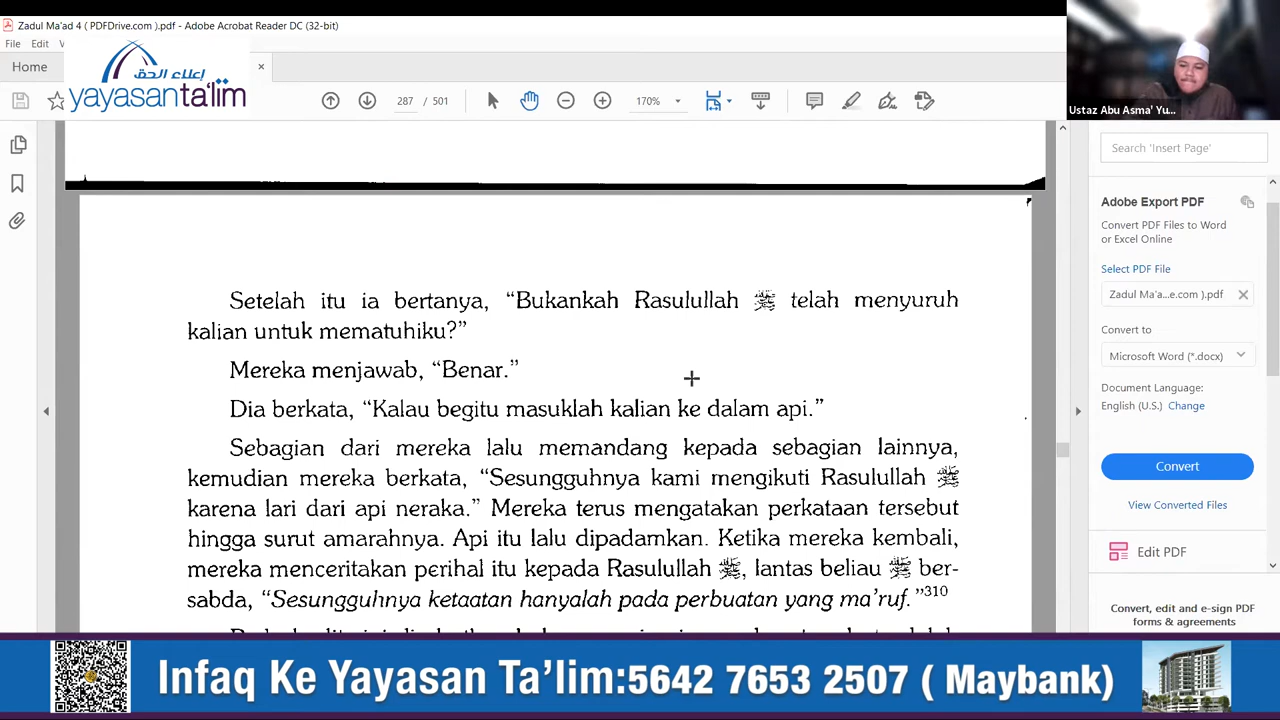 Zadul Ma'ad 4 ( PDFDrive.com ).pdf - Adobe Acrobat Reader DC (32-bit)
File Edit
Home
إعلاء الحق
yayasanta'lim
287 / 501
170%
Ustaz Abu Asma' Yu...
Search 'Insert Page'
Adobe Export PDF
Convert PDF Files to Word
or Excel Online
Select PDF File
Zadul Ma'a...e.com ).pdf
Convert to
Microsoft Word (*.docx)
Document Language:
English (U.S.) Change
Convert
View Converted Files
Edit PDF
Convert, edit and e-sign PDF
forms & agreements
Setelah itu ia bertanya, “Bukankah Rasulullah ﷺ telah menyuruh
kalian untuk mematuhiku?”
Mereka menjawab, “Benar.”
Dia berkata, “Kalau begitu masuklah kalian ke dalam api.”
Sebagian dari mereka lalu memandang kepada sebagian lainnya,
kemudian mereka berkata, “Sesungguhnya kami mengikuti Rasulullah ﷺ
karena lari dari api neraka.” Mereka terus mengatakan perkataan tersebut
hingga surut amarahnya. Api itu lalu dipadamkan. Ketika mereka kembali,
mereka menceritakan perihal itu kepada Rasulullah ﷺ, lantas beliau ﷺ ber-
sabda, “Sesungguhnya ketaatan hanyalah pada perbuatan yang ma'ruf.”310
Infaq Ke Yayasan Ta'lim:5642 7653 2507 ( Maybank)